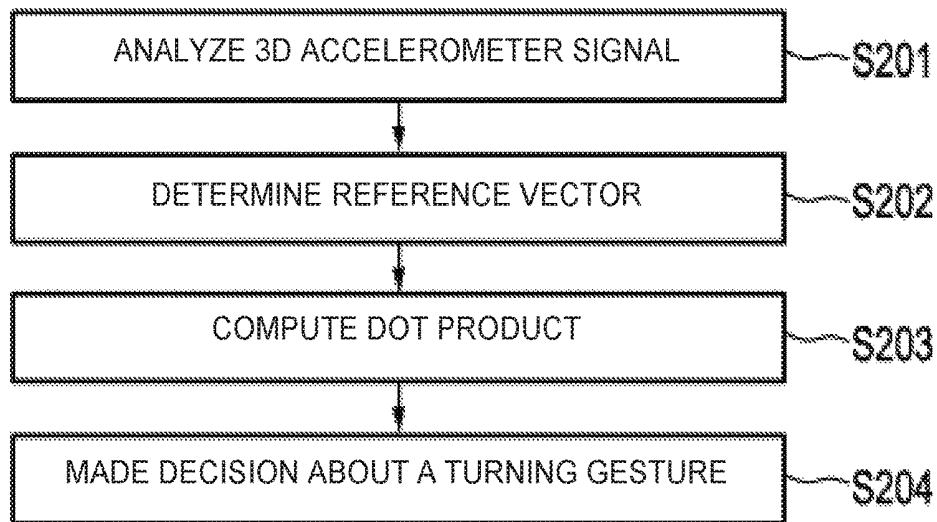 ANALYZE 3D ACCELEROMETER SIGNAL S201
DETERMINE REFERENCE VECTOR S202
COMPUTE DOT PRODUCT S203
MADE DECISION ABOUT A TURNING GESTURE S204